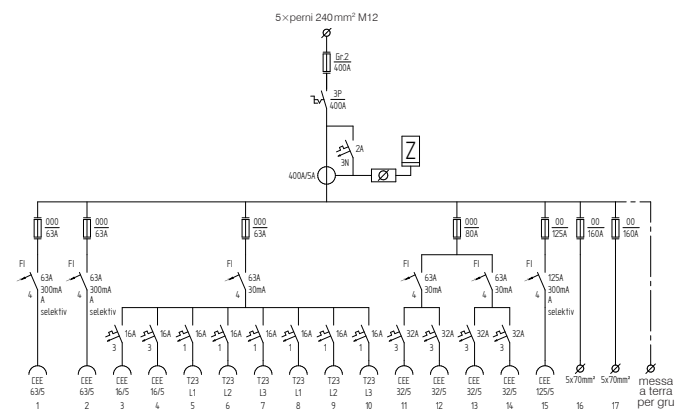 5×perni 240mm² M12
Gr.2
400A
3P
400A
2A
3N
Z
400A/5A
000 000 000 000 00 00 00
63A 63A 63A 80A 125A 160A 160A
FI FI FI FI FI FI
63A 63A 63A 63A 63A 125A
300mA 300mA 30mA 30mA 30mA 300mA
4 4 4 4 4 4
A A A
selektiv selektiv selektiv
16A 16A 16A 16A 16A 16A 16A 16A 32A 32A 32A 32A
3 3 1 1 1 1 1 1 3 3 3 3
CEE CEE CEE CEE T23 T23 T23 T23 T23 T23 CEE CEE CEE CEE CEE 5x70mm² 5x70mm² messa
63/5 63/5 16/5 16/5 L1 L2 L3 L1 L2 L3 32/5 32/5 32/5 32/5 125/5 a terra
1 2 3 4 5 6 7 8 9 10 11 12 13 14 15 16 17 per gru